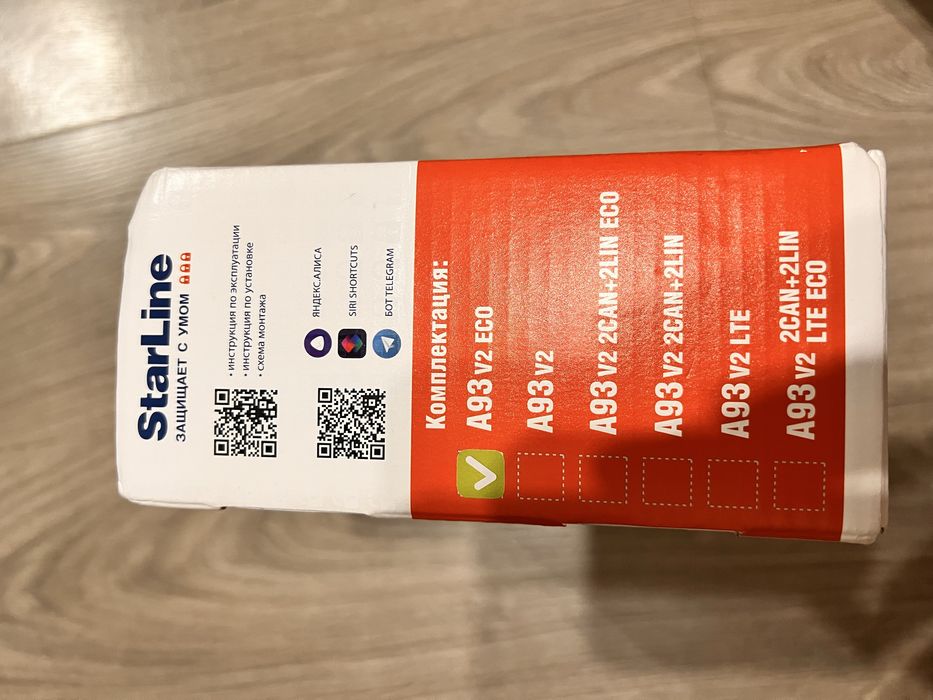 StarLine
ЗАЩИЩАЕТ С УМОМ
• инструкция по эксплуатации
• инструкция по установке
• схема монтажа
ЯНДЕКС.АЛИСА
SIRI SHORTCUTS
БОТ TELEGRAM
Комплектация:
A93 V2 ECO
A93 V2
A93 V2 2CAN+2LIN ECO
A93 V2 2CAN+2LIN
A93 V2 LTE
A93 V2 2CAN+2LIN
LTE ECO